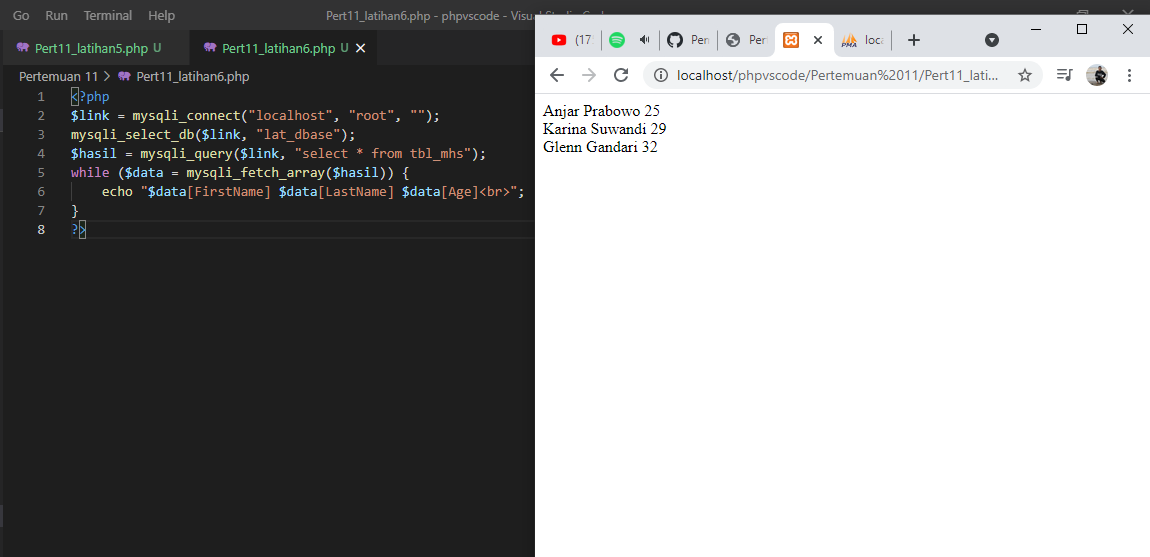 Go Run Terminal Help Pert11_latihan6.php - phpvscode - Visual Studio Code
Pert11_latihan5.php U Pert11_latihan6.php U
Pertemuan 11 > Pert11_latihan6.php
1 <?php
2 $link = mysqli_connect("localhost", "root", "");
3 mysqli_select_db($link, "lat_dbase");
4 $hasil = mysqli_query($link, "select * from tbl_mhs");
5 while ($data = mysqli_fetch_array($hasil)) {
6 echo "$data[FirstName] $data[LastName] $data[Age]<br>";
7 }
8 ?>
(17 Pen Per PMA loca
localhost/phpvscode/Pertemuan%2011/Pert11_lati...
Anjar Prabowo 25
Karina Suwandi 29
Glenn Gandari 32